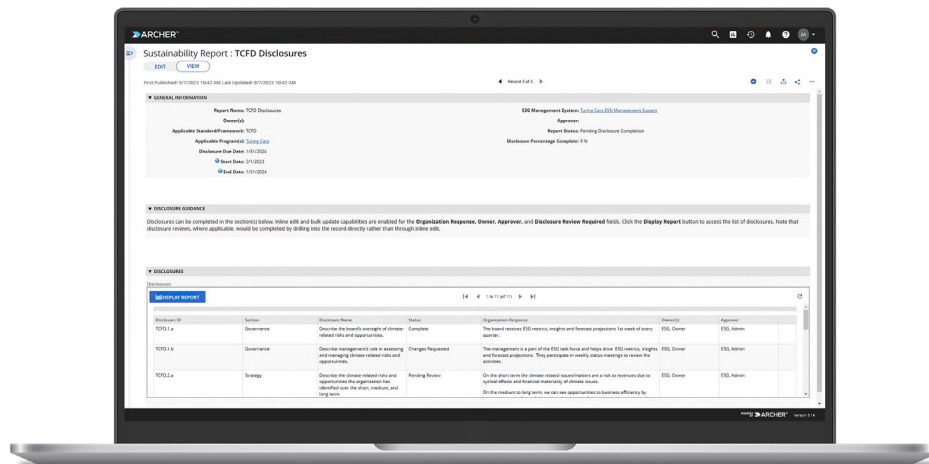 ARCHER™
EA
Sustainability Report : TCFD Disclosures
EDIT VIEW
First Published: 9/7/2023 10:42 AM Last Updated: 9/7/2023 10:42 AM
Record 3 of 3
▼ GENERAL INFORMATION
Report Name: TCFD Disclosures
ESG Management System: Turing Cars ESG Management System
Owner(s):
Approver:
Applicable Standard/Framework: TCFD
Report Status: Pending Disclosure Completion
Applicable Program(s): Turing Cars
Disclosure Percentage Complete: 9 %
Disclosure Due Date: 1/31/2024
Start Date: 2/1/2023
End Date: 1/31/2024
▼ DISCLOSURE GUIDANCE
Disclosures can be completed in the section(s) below. Inline edit and bulk update capabilities are enabled for the Organization Response, Owner, Approver, and Disclosure Review Required fields. Click the Display Report button to access the list of disclosures. Note that
disclosure reviews, where applicable, would be completed by drilling into the record directly rather than through inline edit.
▼ DISCLOSURES
Disclosures
DISPLAY REPORT
1 to 11 (of 11)
Disclosure ID Section Disclosure Name Status Organization Response Owner(s) Approver
TCFD.1.a Governance Describe the board's oversight of climate- Complete The board receives ESG metrics, insights and forecast projections 1st week of every ESG, Owner ESG, Admin
related risks and opportunities. quarter.
TCFD.1.b Governance Describe management's role in assessing Changes Requested The management is a part of the ESG task force and helps drive ESG metrics, insights ESG, Owner ESG, Admin
and managing climate-related risks and and forecast projections. They participate in weekly status meetings to review the
opportunities. activities.
TCFD.2.a Strategy Describe the climate-related risks and Pending Review On the short term the climate related issues/matters are a risk to revenues due to ESG, Owner ESG, Admin
opportunities the organization has cyclical effects and financial materiality of climate issues.
identified over the short, medium, and
long term. On the medium to long term, we can see opportunities to business efficiency by
ARCHER™ Version 6.14